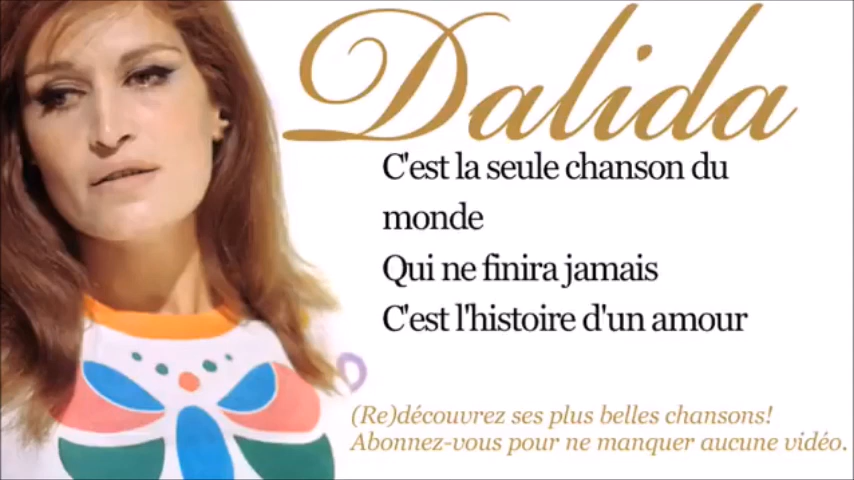 Dalida
C'est la seule chanson du
monde
Qui ne finira jamais
C'est l'histoire d'un amour
(Re)découvrez ses plus belles chansons!
Abonnez-vous pour ne manquer aucune vidéo.